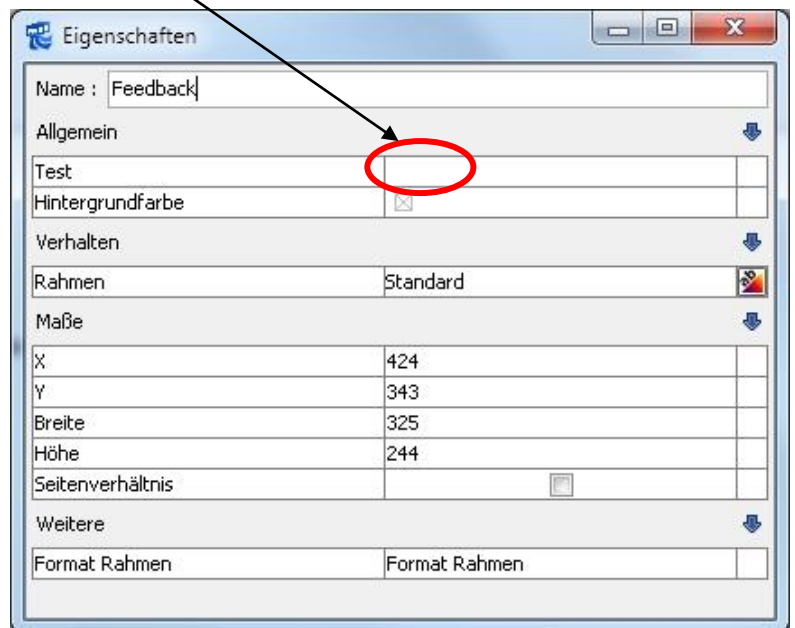 Eigenschaften
Name : Feedback
Allgemein
Test
Hintergrundfarbe
Verhalten
Rahmen Standard
Maße
X 424
Y 343
Breite 325
Höhe 244
Seitenverhältnis
Weitere
Format Rahmen Format Rahmen